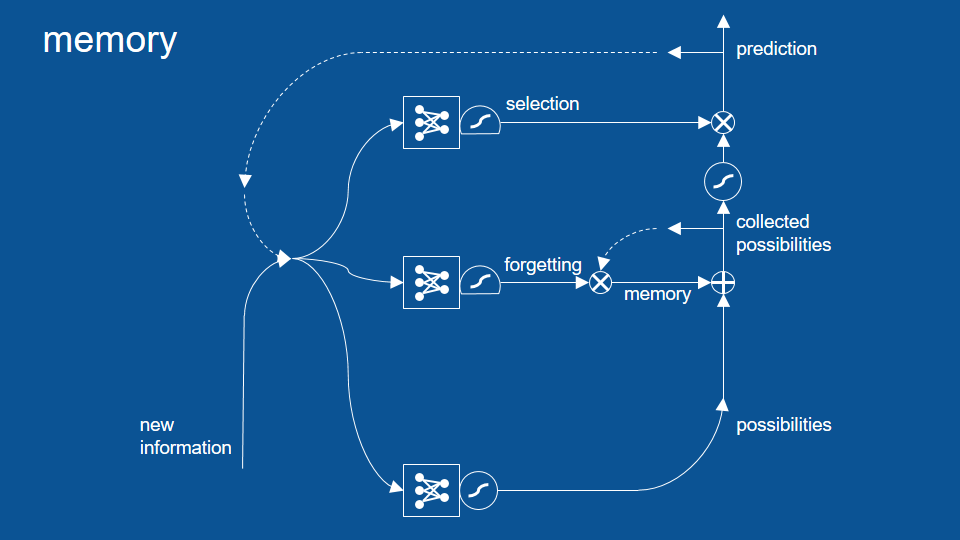 memory
prediction
selection
collected
possibilities
forgetting
memory
new
information
possibilities